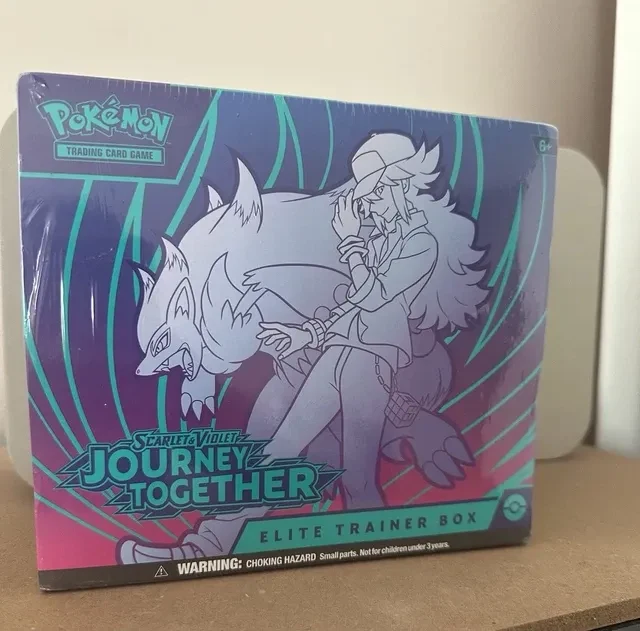 POKéMON
TRADING CARD GAME
6+
SCARLET & VIOLET
JOURNEY
TOGETHER
ELITE TRAINER BOX
WARNING: CHOKING HAZARD Small parts. Not for children under 3 years.